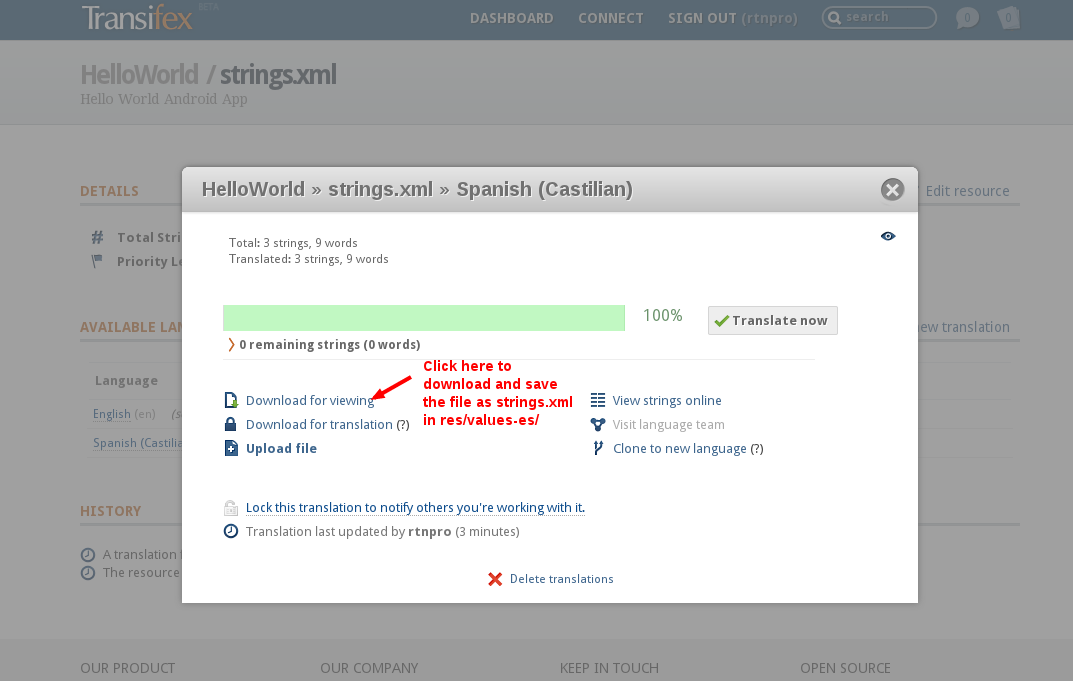 Transifex BETA
DASHBOARD CONNECT SIGN OUT (rtnpro) search 0 0
HelloWorld / strings.xml
Hello World Android App
HelloWorld » strings.xml » Spanish (Castilian)
DETAILS
Edit resource
Total Stri
Priority Le
Total: 3 strings, 9 words
Translated: 3 strings, 9 words
100%
Translate now
AVAILABLE LAN
new translation
0 remaining strings (0 words)
Click here to
download and save
the file as strings.xml
in res/values-es/
Language
English (en) (s
Spanish (Castilia
Download for viewing
Download for translation (?)
Upload file
View strings online
Visit language team
Clone to new language (?)
HISTORY
A translation f
The resource
Lock this translation to notify others you're working with it.
Translation last updated by rtnpro (3 minutes)
Delete translations
OUR PRODUCT OUR COMPANY KEEP IN TOUCH OPEN SOURCE